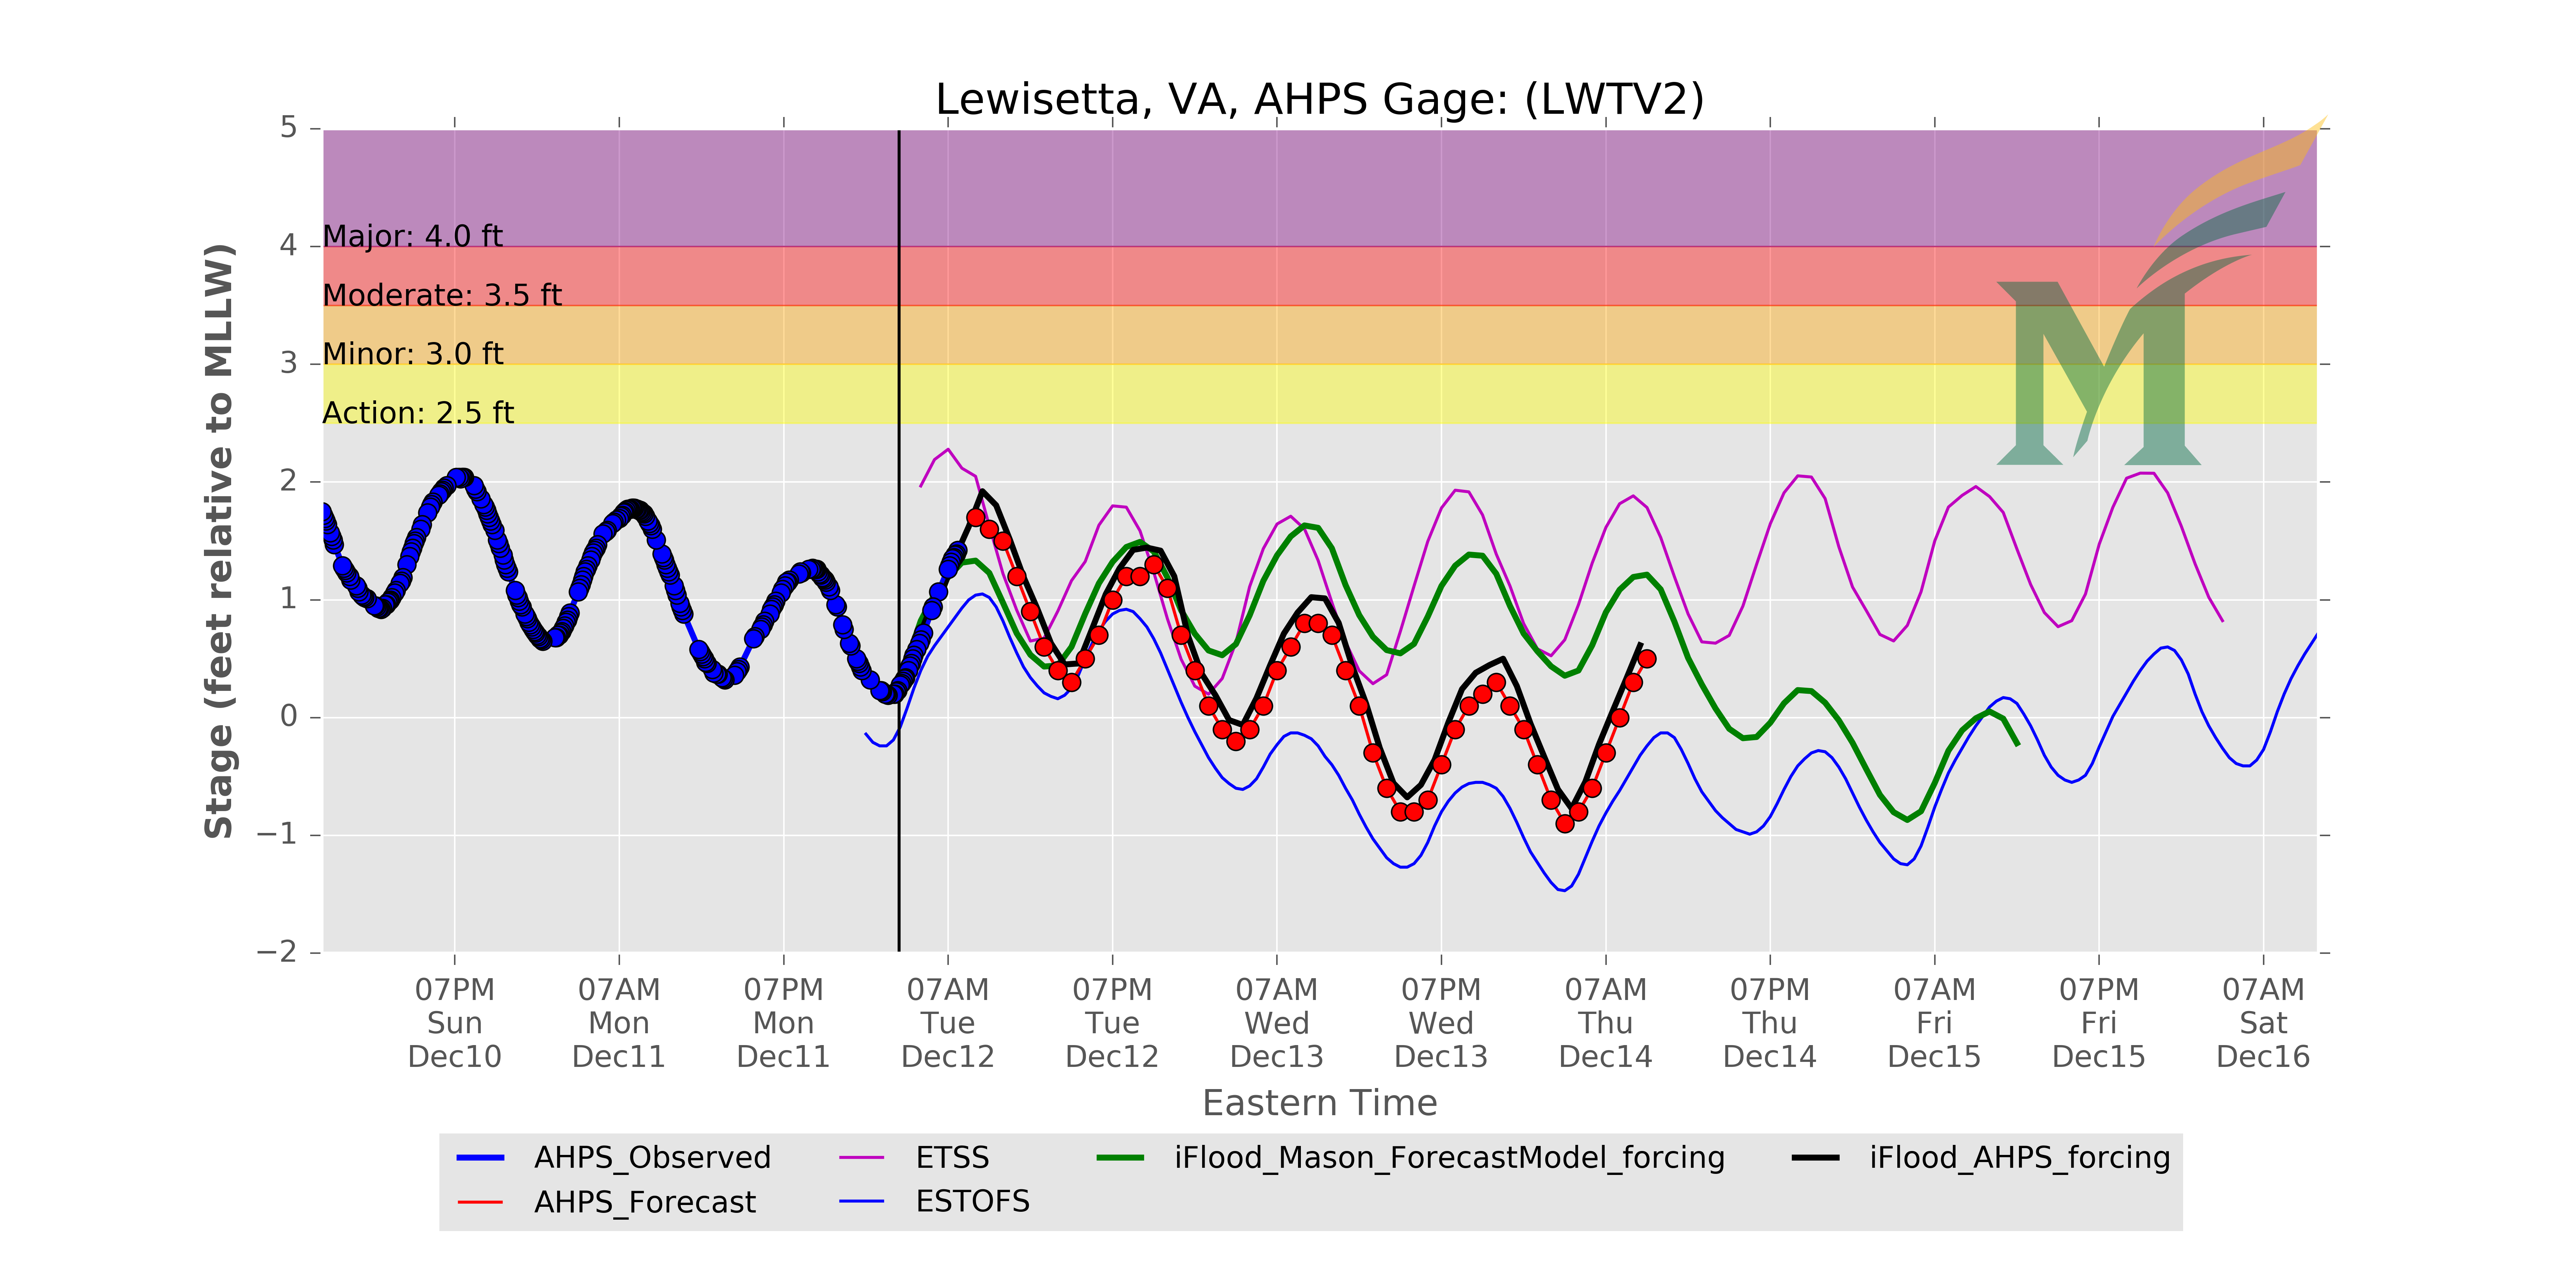 Lewisetta, VA, AHPS Gage: (LWTV2)
5
4
3
2
1
0
−1
−2
Stage (feet relative to MLLW)
Major: 4.0 ft
Moderate: 3.5 ft
Minor: 3.0 ft
Action: 2.5 ft
M
07PM 07AM 07PM 07AM 07PM 07AM 07PM 07AM 07PM 07AM 07PM 07AM
Sun Mon Mon Tue Tue Wed Wed Thu Thu Fri Fri Sat
Dec10 Dec11 Dec11 Dec12 Dec12 Dec13 Dec13 Dec14 Dec14 Dec15 Dec15 Dec16
Eastern Time
AHPS_Observed ETSS iFlood_Mason_ForecastModel_forcing iFlood_AHPS_forcing
AHPS_Forecast ESTOFS